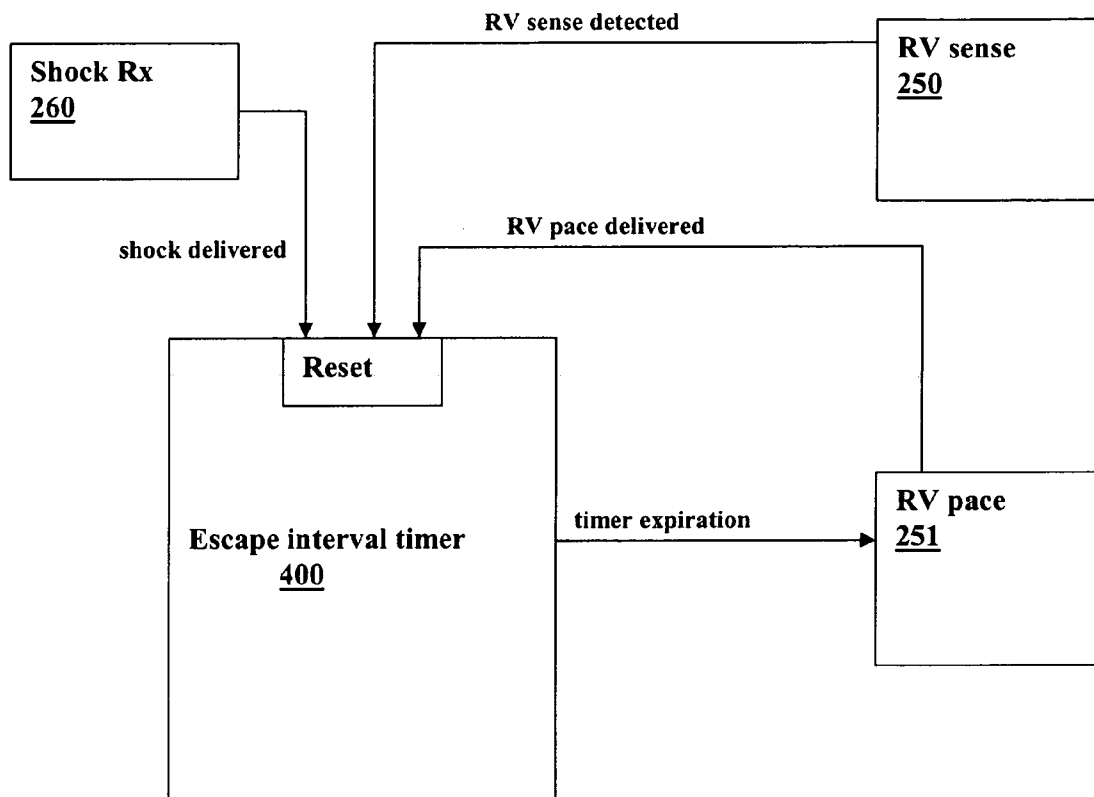 RV sense detected
Shock Rx
260
RV sense
250
RV pace delivered
shock delivered
Reset
Escape interval timer
400
timer expiration
RV pace
251